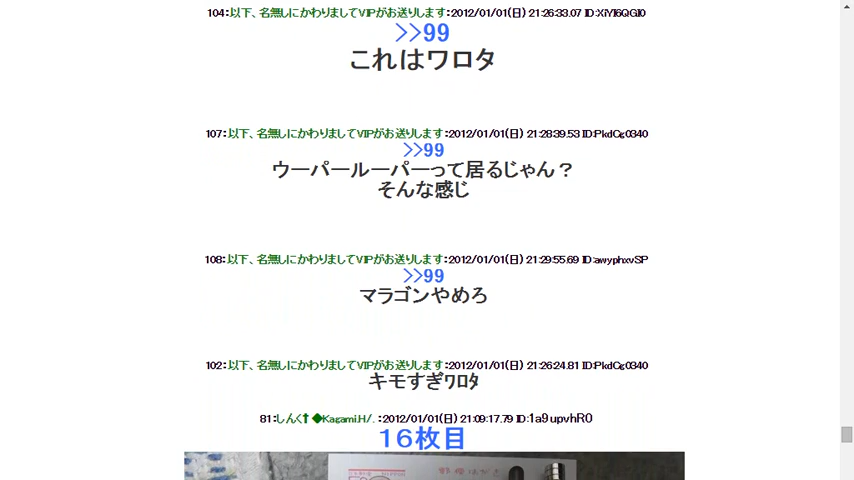 104:以下、名無しにかわりましてVIPがお送りします:2012/01/01(日) 21:26:33.07 ID:XiYI6QGI0
>>99
これはワロタ
107:以下、名無しにかわりましてVIPがお送りします:2012/01/01(日) 21:28:39.53 ID:PkdCg0340
>>99
ウーパールーパーって居るじゃん?
そんな感じ
108:以下、名無しにかわりましてVIPがお送りします:2012/01/01(日) 21:29:55.69 ID:awyphxvSP
>>99
マラゴンやめろ
102:以下、名無しにかわりましてVIPがお送りします:2012/01/01(日) 21:26:24.81 ID:PkdCg0340
キモすぎﾜﾛﾀ
81:しんく↑◆Kagami.H/.:2012/01/01(日) 21:09:17.79 ID:1a9upvhR0
16枚目